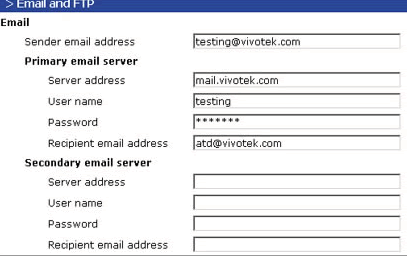 > Email and FTP
Email
Sender email address testing@vivotek.com
Primary email server
Server address mail.vivotek.com
User name testing
Password *******
Recipient email address atd@vivotek.com
Secondary email server
Server address
User name
Password
Recipient email address